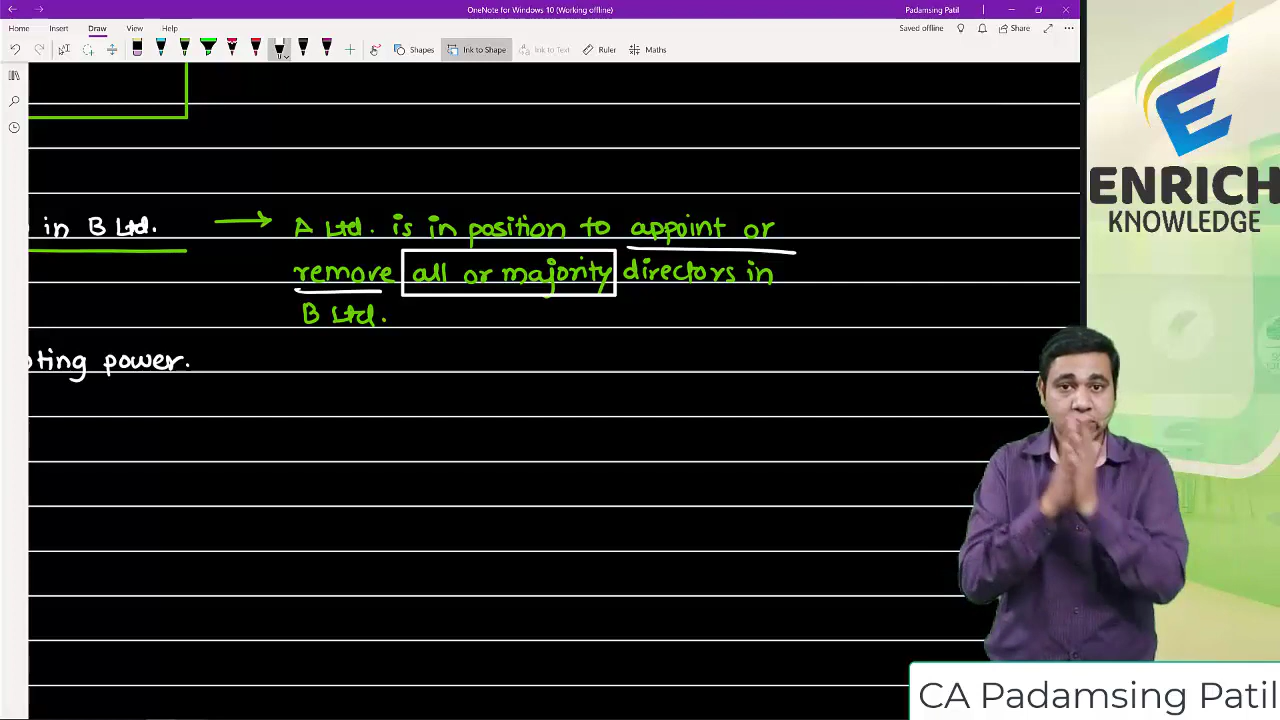 OneNote for Windows 10 (Working offline)
Padamsing Patil
Home Insert Draw View Help
Saved offline
Share
Shapes
Ink to Shape
Ink to Text
Ruler
Maths
in B Ltd.
A Ltd. is in position to appoint or
remove all or majority directors in
B Ltd.
oting power.
ENRICH
KNOWLEDGE
CA Padamsing Patil